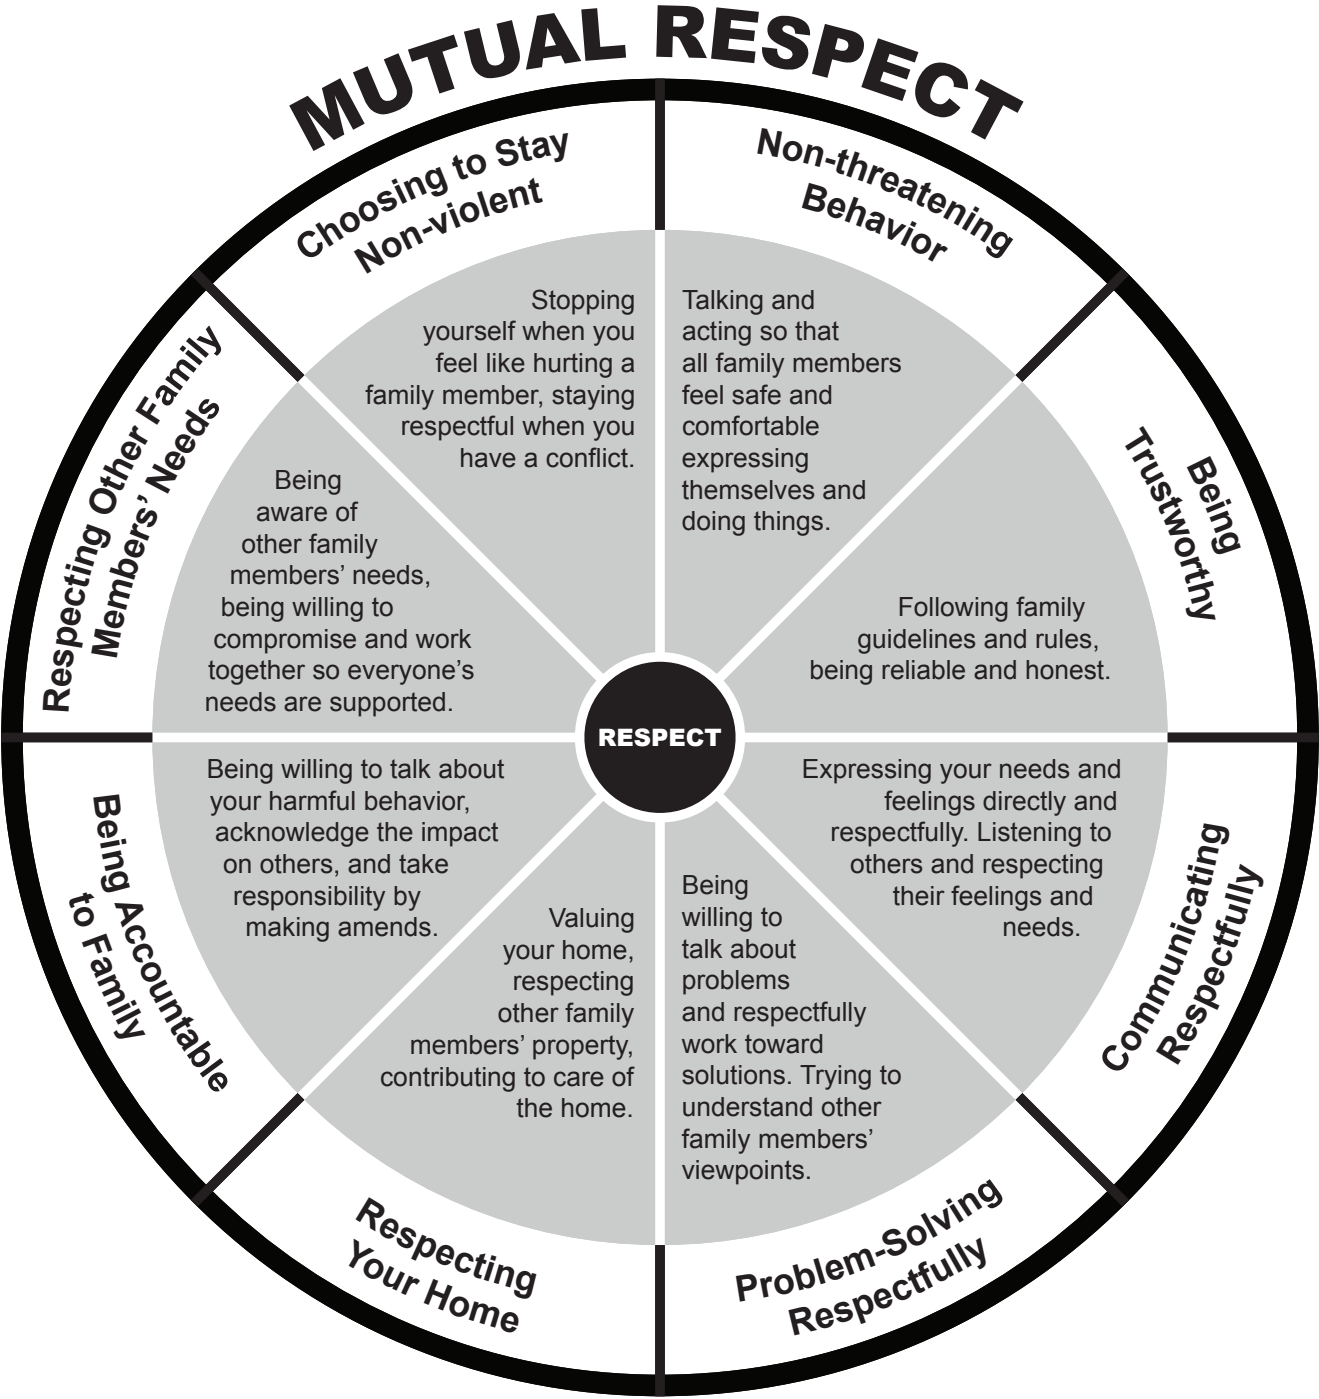 MUTUAL RESPECT
Choosing to Stay
Non-violent
Stopping
yourself when you
feel like hurting a
family member, staying
respectful when you
have a conflict.
Non-threatening
Behavior
Talking and
acting so that
all family members
feel safe and
comfortable
expressing
themselves and
doing things.
Being
Trustworthy
Following family
guidelines and rules,
being reliable and honest.
Communicating
Respectfully
Expressing your needs and
feelings directly and
respectfully. Listening to
others and respecting
their feelings and
needs.
Problem-Solving
Respectfully
Being
willing to
talk about
problems
and respectfully
work toward
solutions. Trying to
understand other
family members’
viewpoints.
Respecting
Your Home
Valuing
your home,
respecting
other family
members’ property,
contributing to care of
the home.
Being Accountable
to Family
Being willing to talk about
your harmful behavior,
acknowledge the impact
on others, and take
responsibility by
making amends.
Respecting Other Family
Members’ Needs
Being
aware of
other family
members’ needs,
being willing to
compromise and work
together so everyone’s
needs are supported.
RESPECT